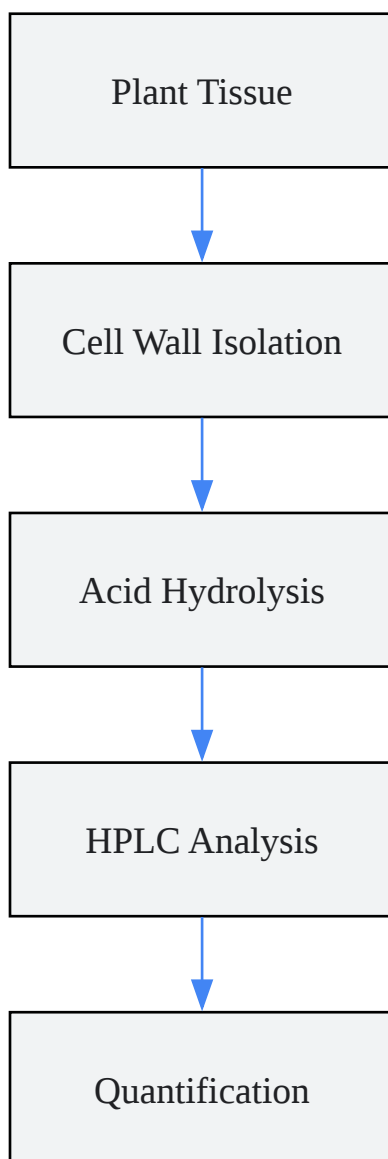 Plant Tissue
Cell Wall Isolation
Acid Hydrolysis
HPLC Analysis
Quantification